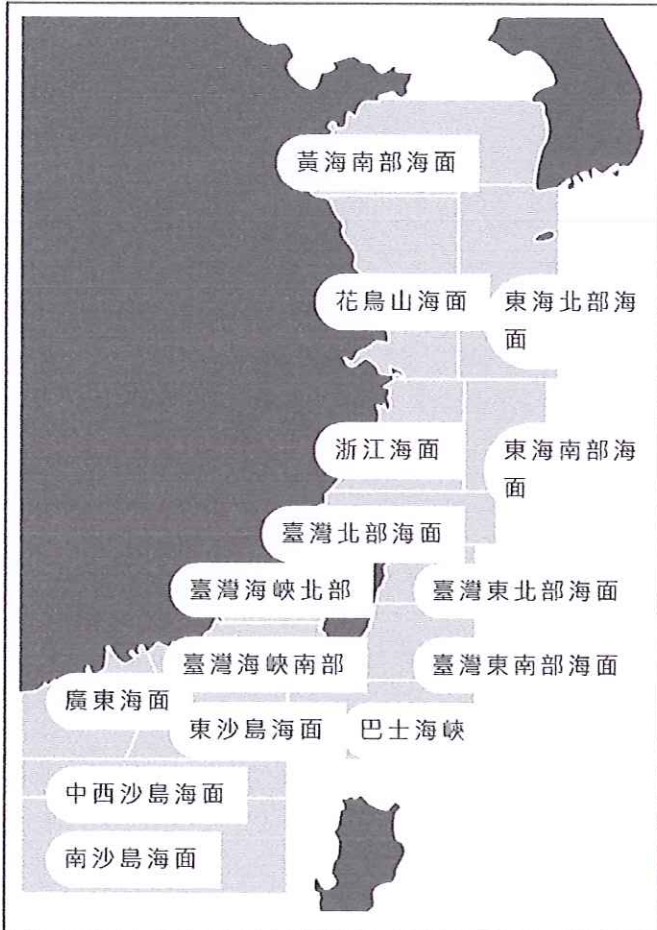 黃海南部海面
花鳥山海面
東海北部海
面
浙江海面
東海南部海
面
臺灣北部海面
臺灣海峽北部
臺灣東北部海面
臺灣海峽南部
臺灣東南部海面
廣東海面
東沙島海面
巴士海峽
中西沙島海面
南沙島海面